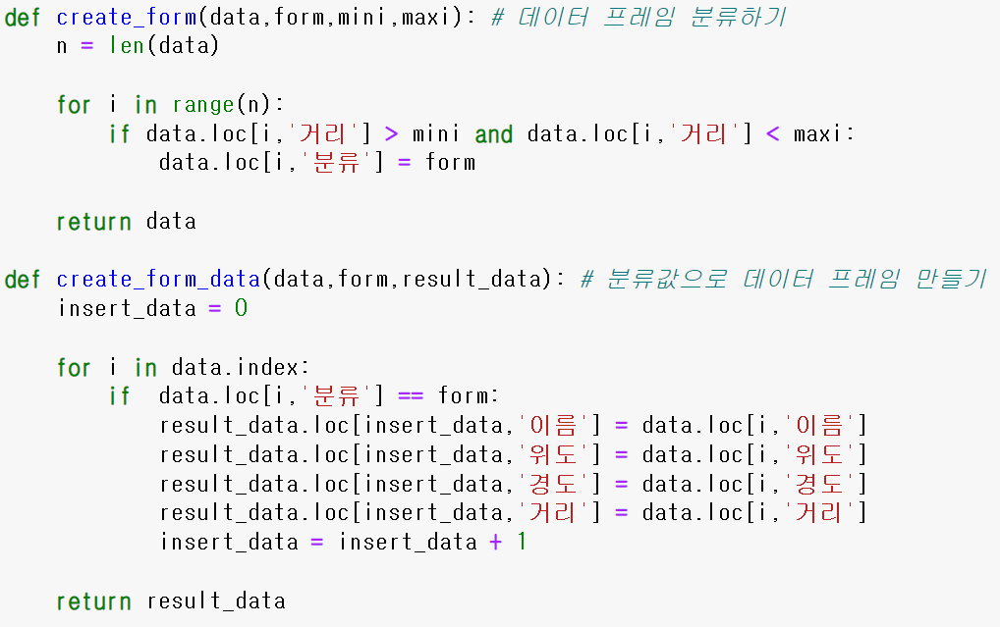 def create_form(data,form,mini,maxi): # 데이터 프레임 분류하기
    n = len(data)

    for i in range(n):
        if data.loc[i,'거리'] > mini and data.loc[i,'거리'] < maxi:
            data.loc[i,'분류'] = form

    return data

def create_form_data(data,form,result_data): # 분류값으로 데이터 프레임 만들기
    insert_data = 0

    for i in data.index:
        if  data.loc[i,'분류'] == form:
            result_data.loc[insert_data,'이름'] = data.loc[i,'이름']
            result_data.loc[insert_data,'위도'] = data.loc[i,'위도']
            result_data.loc[insert_data,'경도'] = data.loc[i,'경도']
            result_data.loc[insert_data,'거리'] = data.loc[i,'거리']
            insert_data = insert_data + 1

    return result_data